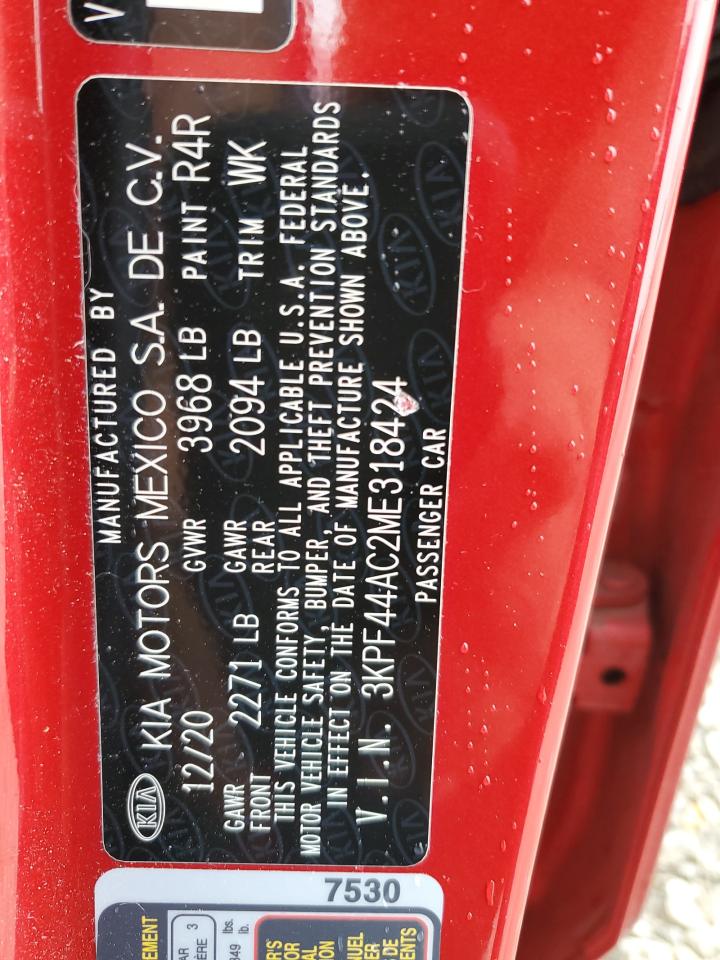 V
MANUFACTURED BY
KIA KIA MOTORS MEXICO S.A. DE C.V.
12/20 GVWR 3968 LB PAINT R4R
GAWR FRONT 2271 LB GAWR REAR 2094 LB TRIM WK
THIS VEHICLE CONFORMS TO ALL APPLICABLE U.S.A. FEDERAL
MOTOR VEHICLE SAFETY, BUMPER, AND THEFT PREVENTION STANDARDS
IN EFFECT ON THE DATE OF MANUFACTURE SHOWN ABOVE.
V.I.N. 3KPF44AC2ME318424
PASSENGER CAR
7530